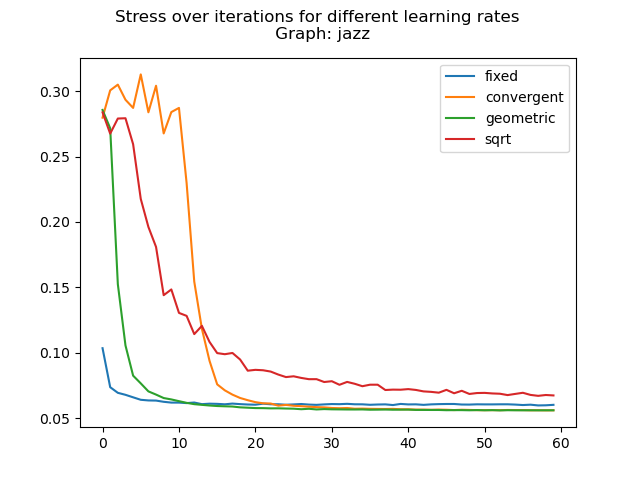 Stress over iterations for different learning rates
Graph: jazz
fixed
convergent
geometric
sqrt
0.30
0.25
0.20
0.15
0.10
0.05
0 10 20 30 40 50 60